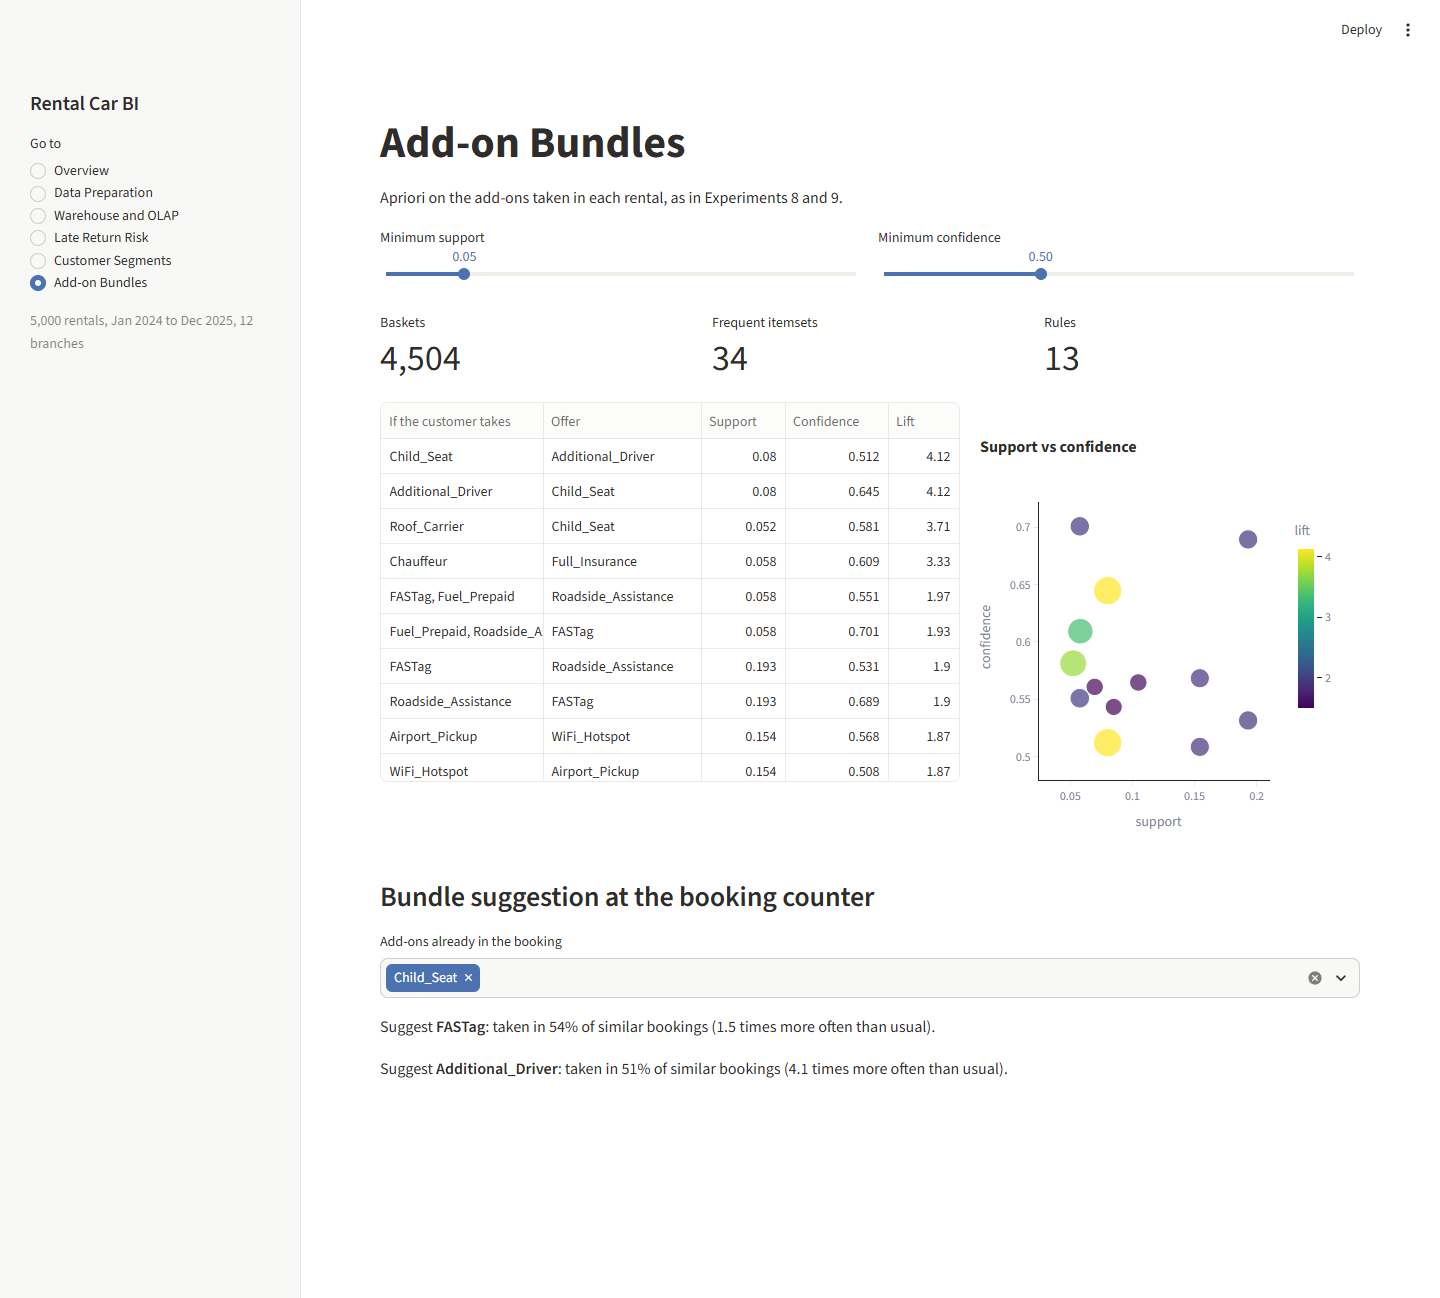 Deploy
Rental Car BI
Go to
Overview
Data Preparation
Warehouse and OLAP
Late Return Risk
Customer Segments
Add-on Bundles
5,000 rentals, Jan 2024 to Dec 2025, 12
branches
Add-on Bundles
Apriori on the add-ons taken in each rental, as in Experiments 8 and 9.
Minimum support
0.05
Minimum confidence
0.50
Baskets
4,504
Frequent itemsets
34
Rules
13
If the customer takes Offer Support Confidence Lift
Child_Seat Additional_Driver 0.08 0.512 4.12
Additional_Driver Child_Seat 0.08 0.645 4.12
Roof_Carrier Child_Seat 0.052 0.581 3.71
Chauffeur Full_Insurance 0.058 0.609 3.33
FASTag, Fuel_Prepaid Roadside_Assistance 0.058 0.551 1.97
Fuel_Prepaid, Roadside_A FASTag 0.058 0.701 1.93
FASTag Roadside_Assistance 0.193 0.531 1.9
Roadside_Assistance FASTag 0.193 0.689 1.9
Airport_Pickup WiFi_Hotspot 0.154 0.568 1.87
WiFi_Hotspot Airport_Pickup 0.154 0.508 1.87
Support vs confidence
confidence
0.7
0.65
0.6
0.55
0.5
0.05 0.1 0.15 0.2
support
lift
4
3
2
Bundle suggestion at the booking counter
Add-ons already in the booking
Child_Seat
Suggest FASTag: taken in 54% of similar bookings (1.5 times more often than usual).
Suggest Additional_Driver: taken in 51% of similar bookings (4.1 times more often than usual).